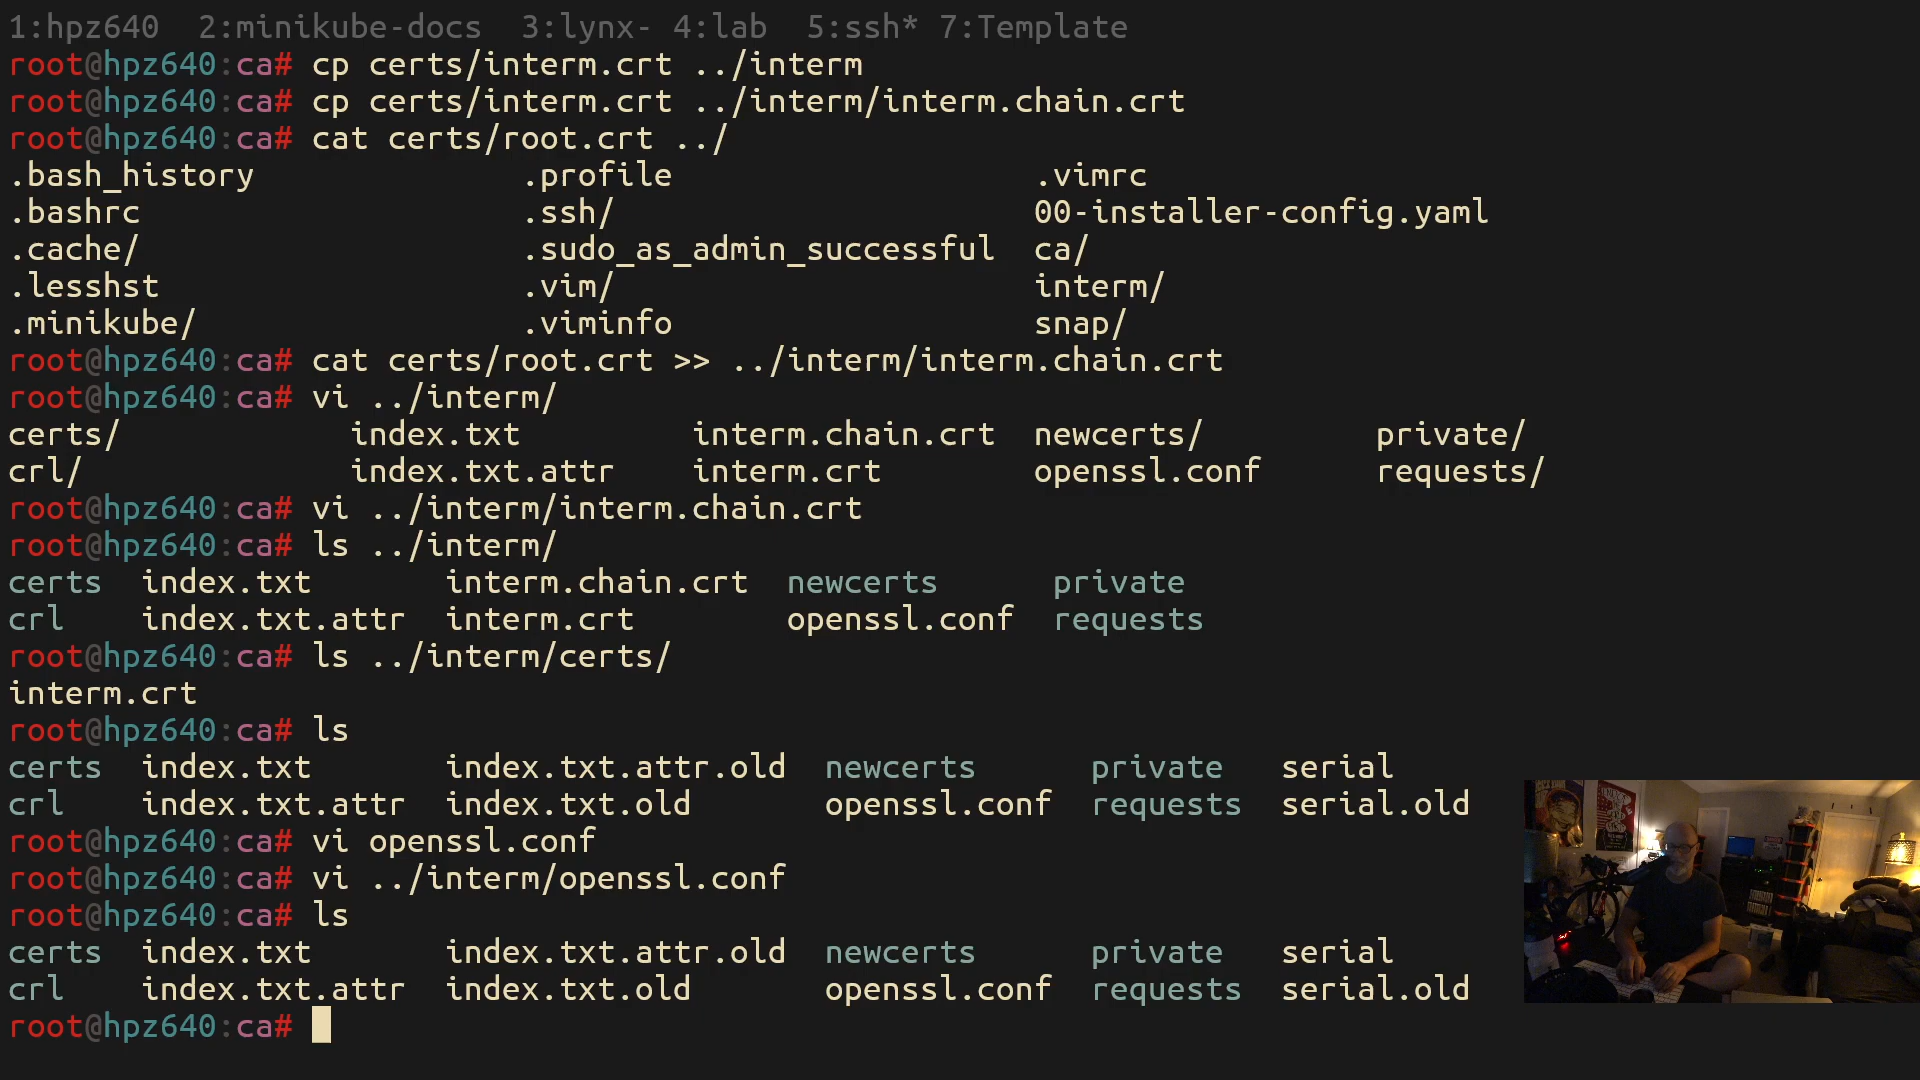 1:hpz640  2:minikube-docs  3:lynx- 4:lab  5:ssh* 7:Template
root@hpz640:ca# cp certs/interm.crt ../interm
root@hpz640:ca# cp certs/interm.crt ../interm/interm.chain.crt
root@hpz640:ca# cat certs/root.crt ../
.bash_history .profile .vimrc
.bashrc .ssh/ 00-installer-config.yaml
.cache/ .sudo_as_admin_successful ca/
.lesshst .vim/ interm/
.minikube/ .viminfo snap/
root@hpz640:ca# cat certs/root.crt >> ../interm/interm.chain.crt
root@hpz640:ca# vi ../interm/
certs/ index.txt interm.chain.crt newcerts/ private/
crl/ index.txt.attr interm.crt openssl.conf requests/
root@hpz640:ca# vi ../interm/interm.chain.crt
root@hpz640:ca# ls ../interm/
certs index.txt interm.chain.crt newcerts private
crl index.txt.attr interm.crt openssl.conf requests
root@hpz640:ca# ls ../interm/certs/
interm.crt
root@hpz640:ca# ls
certs index.txt index.txt.attr.old newcerts private serial
crl index.txt.attr index.txt.old openssl.conf requests serial.old
root@hpz640:ca# vi openssl.conf
root@hpz640:ca# vi ../interm/openssl.conf
root@hpz640:ca# ls
certs index.txt index.txt.attr.old newcerts private serial
crl index.txt.attr index.txt.old openssl.conf requests serial.old
root@hpz640:ca#